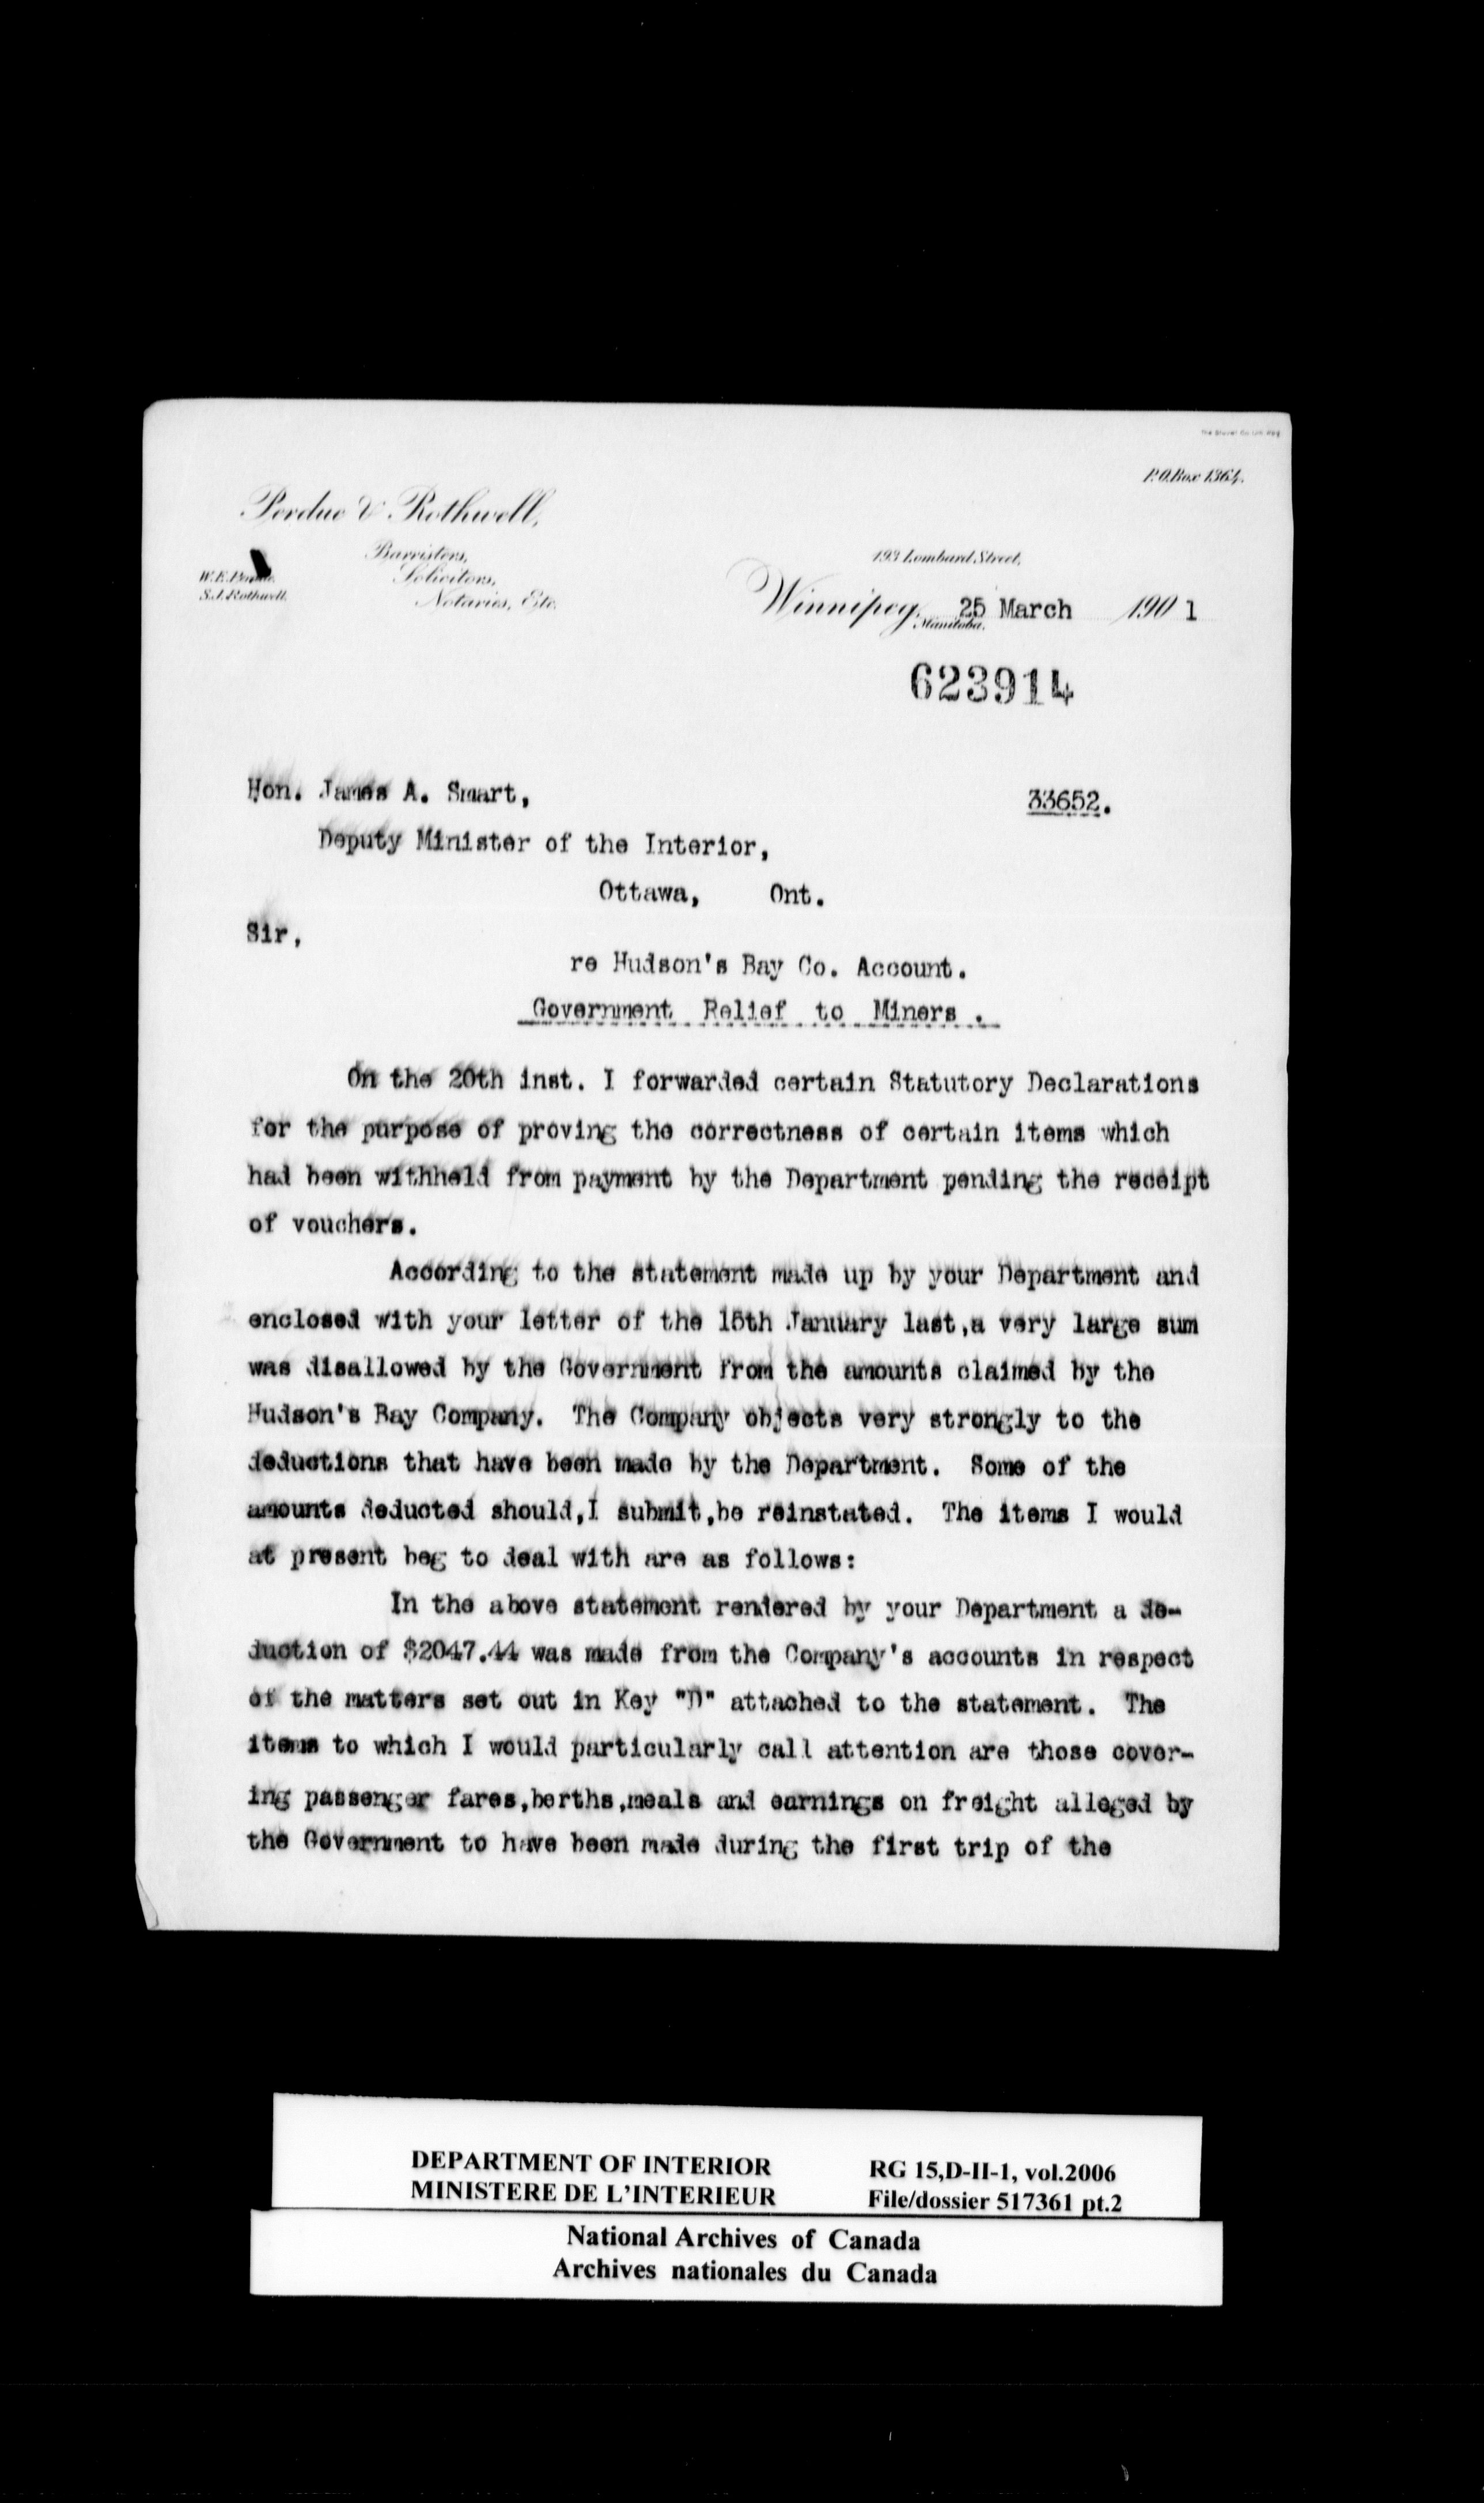 P.O.Box 1364.
Perdue & Rothwell,
Barristers,
Solicitors,
Notaries, Etc.
W.E.Perdue.
S.J.Rothwell.
193 Lombard Street,
Winnipeg, 25 March 1901
Manitoba.
623914
Hon. James A. Smart, 33652.
Deputy Minister of the Interior,
Ottawa, Ont.
Sir,
re Hudson's Bay Co. Account.
Government Relief to Miners .
On the 20th inst. I forwarded certain Statutory Declarations
for the purpose of proving the correctness of certain items which
had been withheld from payment by the Department pending the receipt
of vouchers.
According to the statement made up by your Department and
enclosed with your letter of the 15th January last,a very large sum
was disallowed by the Government from the amounts claimed by the
Hudson's Bay Company. The Company objects very strongly to the
deductions that have been made by the Department. Some of the
amounts deducted should,I submit,be reinstated. The items I would
at present beg to deal with are as follows:
In the above statement rendered by your Department a de-
duction of $2047.44 was made from the Company's accounts in respect
of the matters set out in Key "D" attached to the statement. The
items to which I would particularly call attention are those cover-
ing passenger fares,berths,meals and earnings on freight alleged by
the Government to have been made during the first trip of the
DEPARTMENT OF INTERIOR RG 15,D-II-1, vol.2006
MINISTERE DE L'INTERIEUR File/dossier 517361 pt.2
National Archives of Canada
Archives nationales du Canada